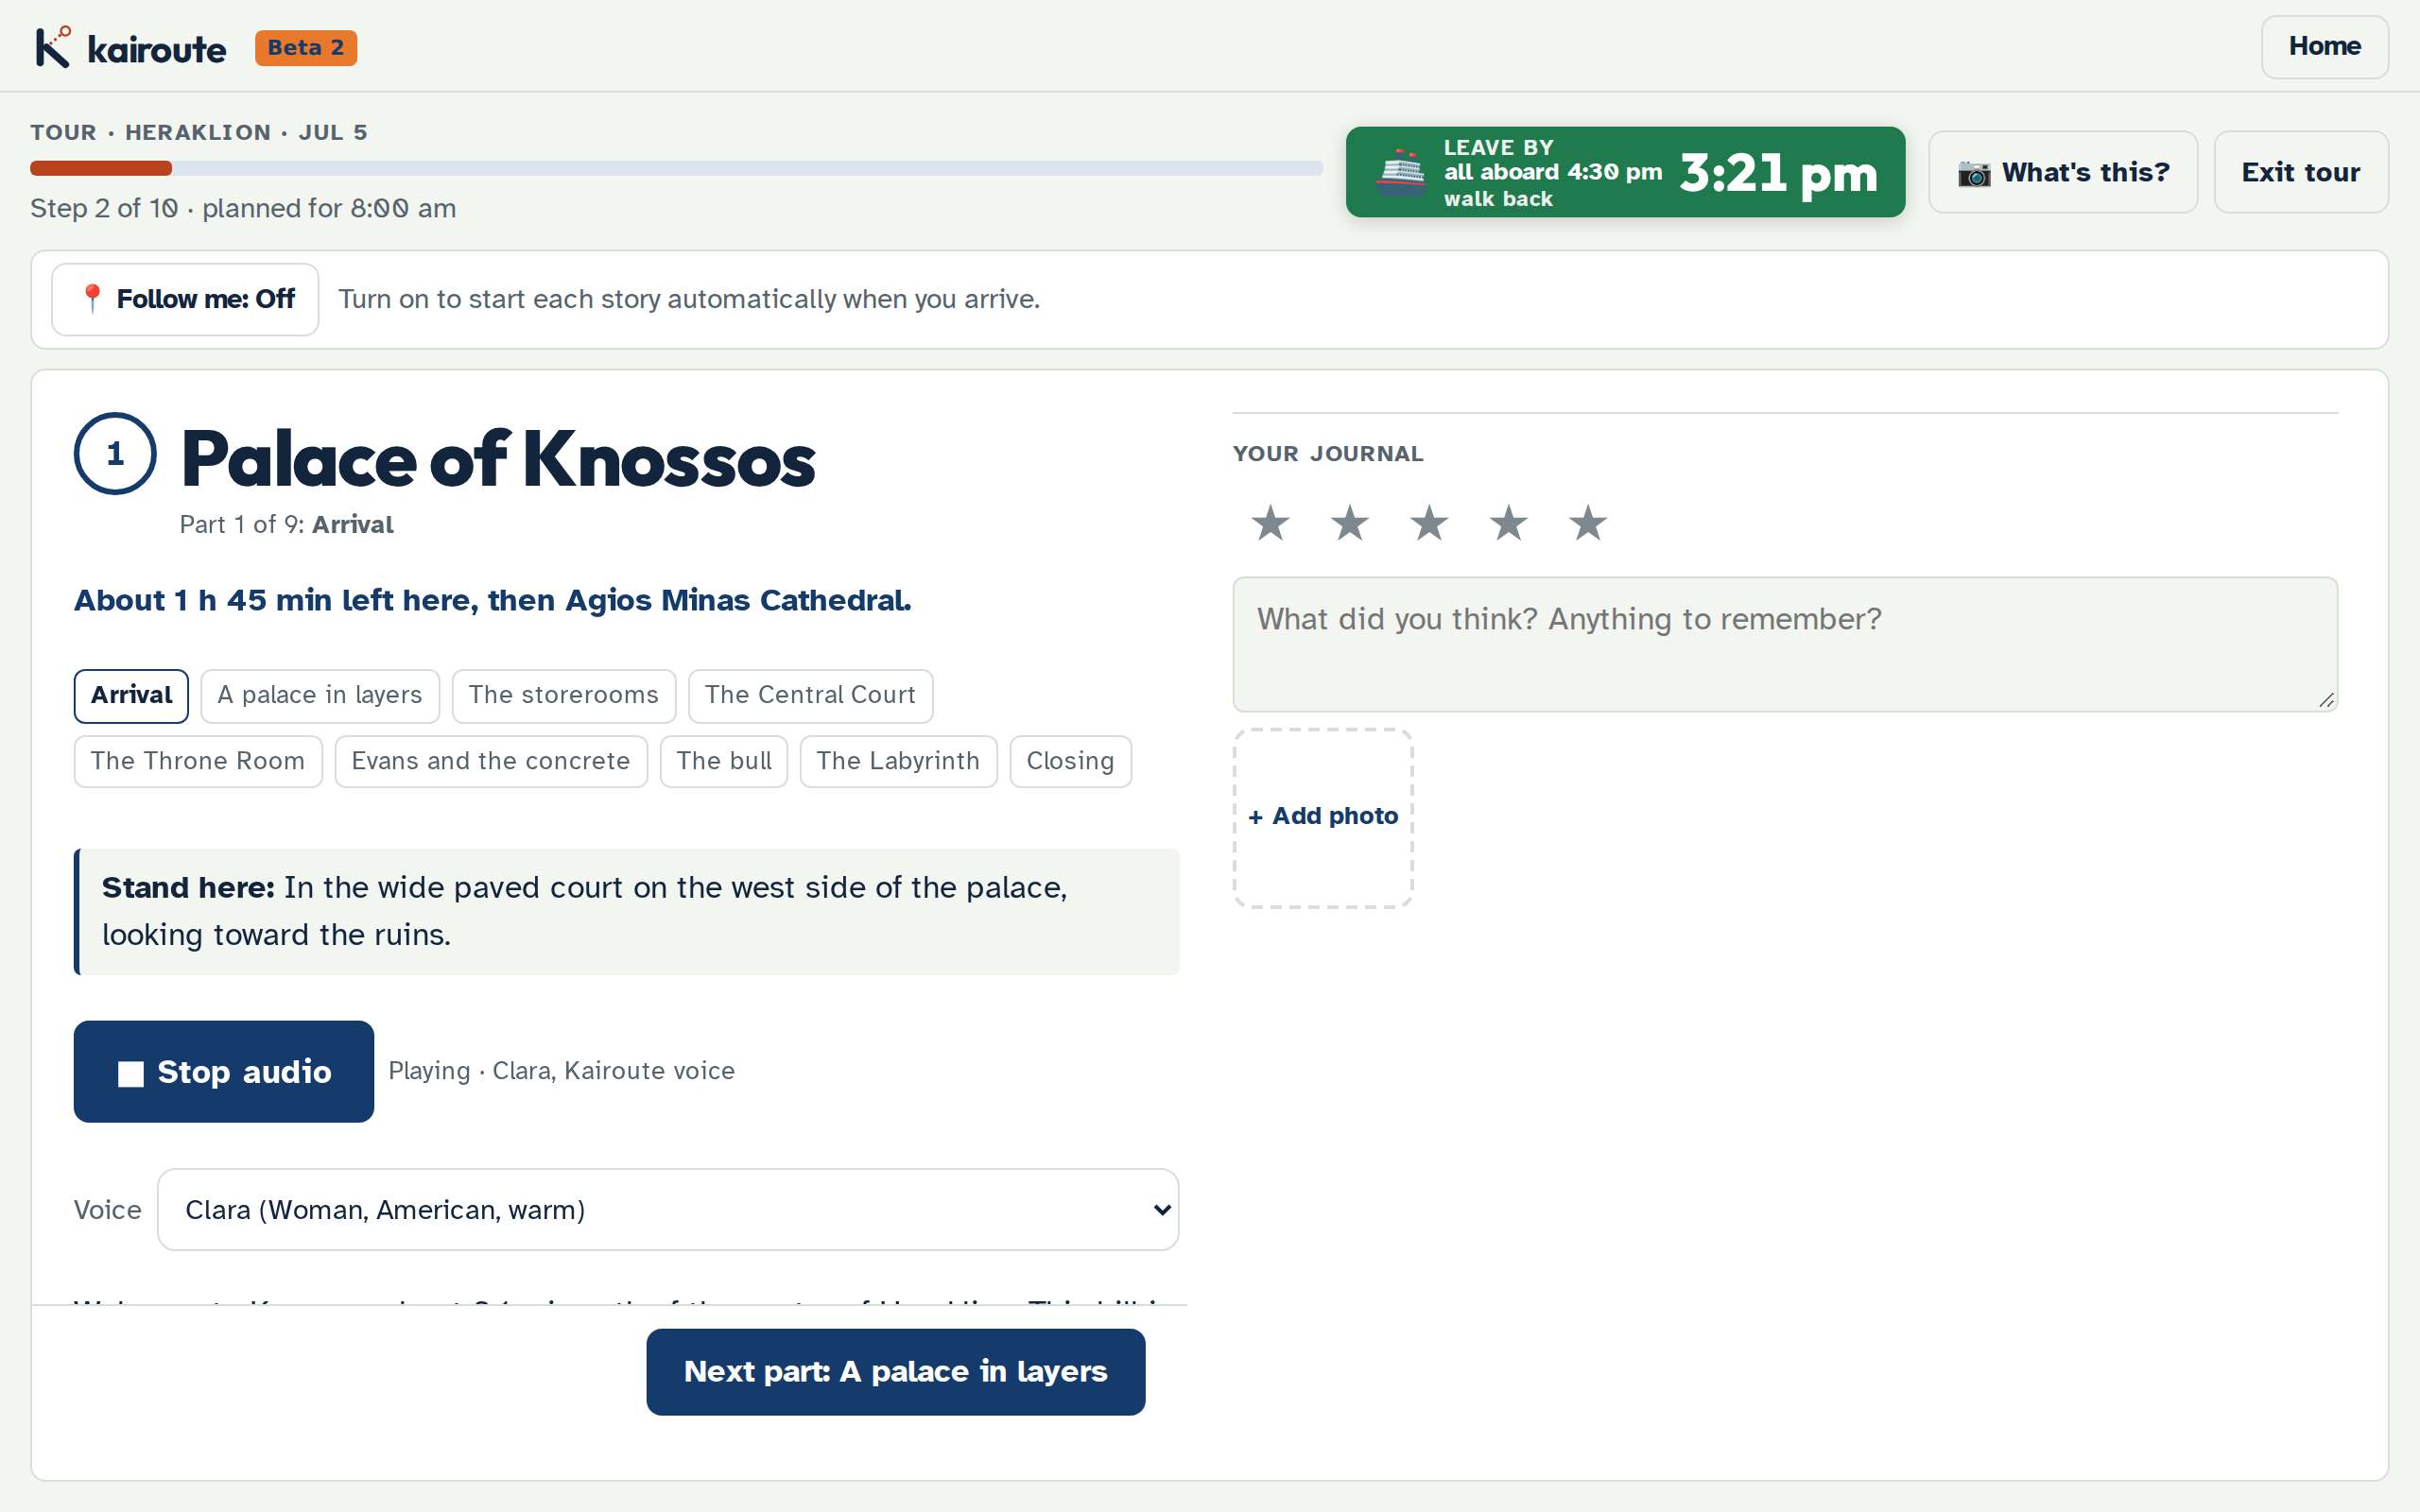 kairoute
Beta 2
Home
TOUR · HERAKLION · JUL 5
Step 2 of 10 · planned for 8:00 am
LEAVE BY
all aboard 4:30 pm
walk back
3:21 pm
What's this?
Exit tour
Follow me: Off
Turn on to start each story automatically when you arrive.
1
Palace of Knossos
Part 1 of 9: Arrival
About 1 h 45 min left here, then Agios Minas Cathedral.
Arrival
A palace in layers
The storerooms
The Central Court
The Throne Room
Evans and the concrete
The bull
The Labyrinth
Closing
Stand here: In the wide paved court on the west side of the palace,
looking toward the ruins.
Stop audio
Playing · Clara, Kairoute voice
Voice
Clara (Woman, American, warm)
Next part: A palace in layers
YOUR JOURNAL
What did you think? Anything to remember?
+ Add photo